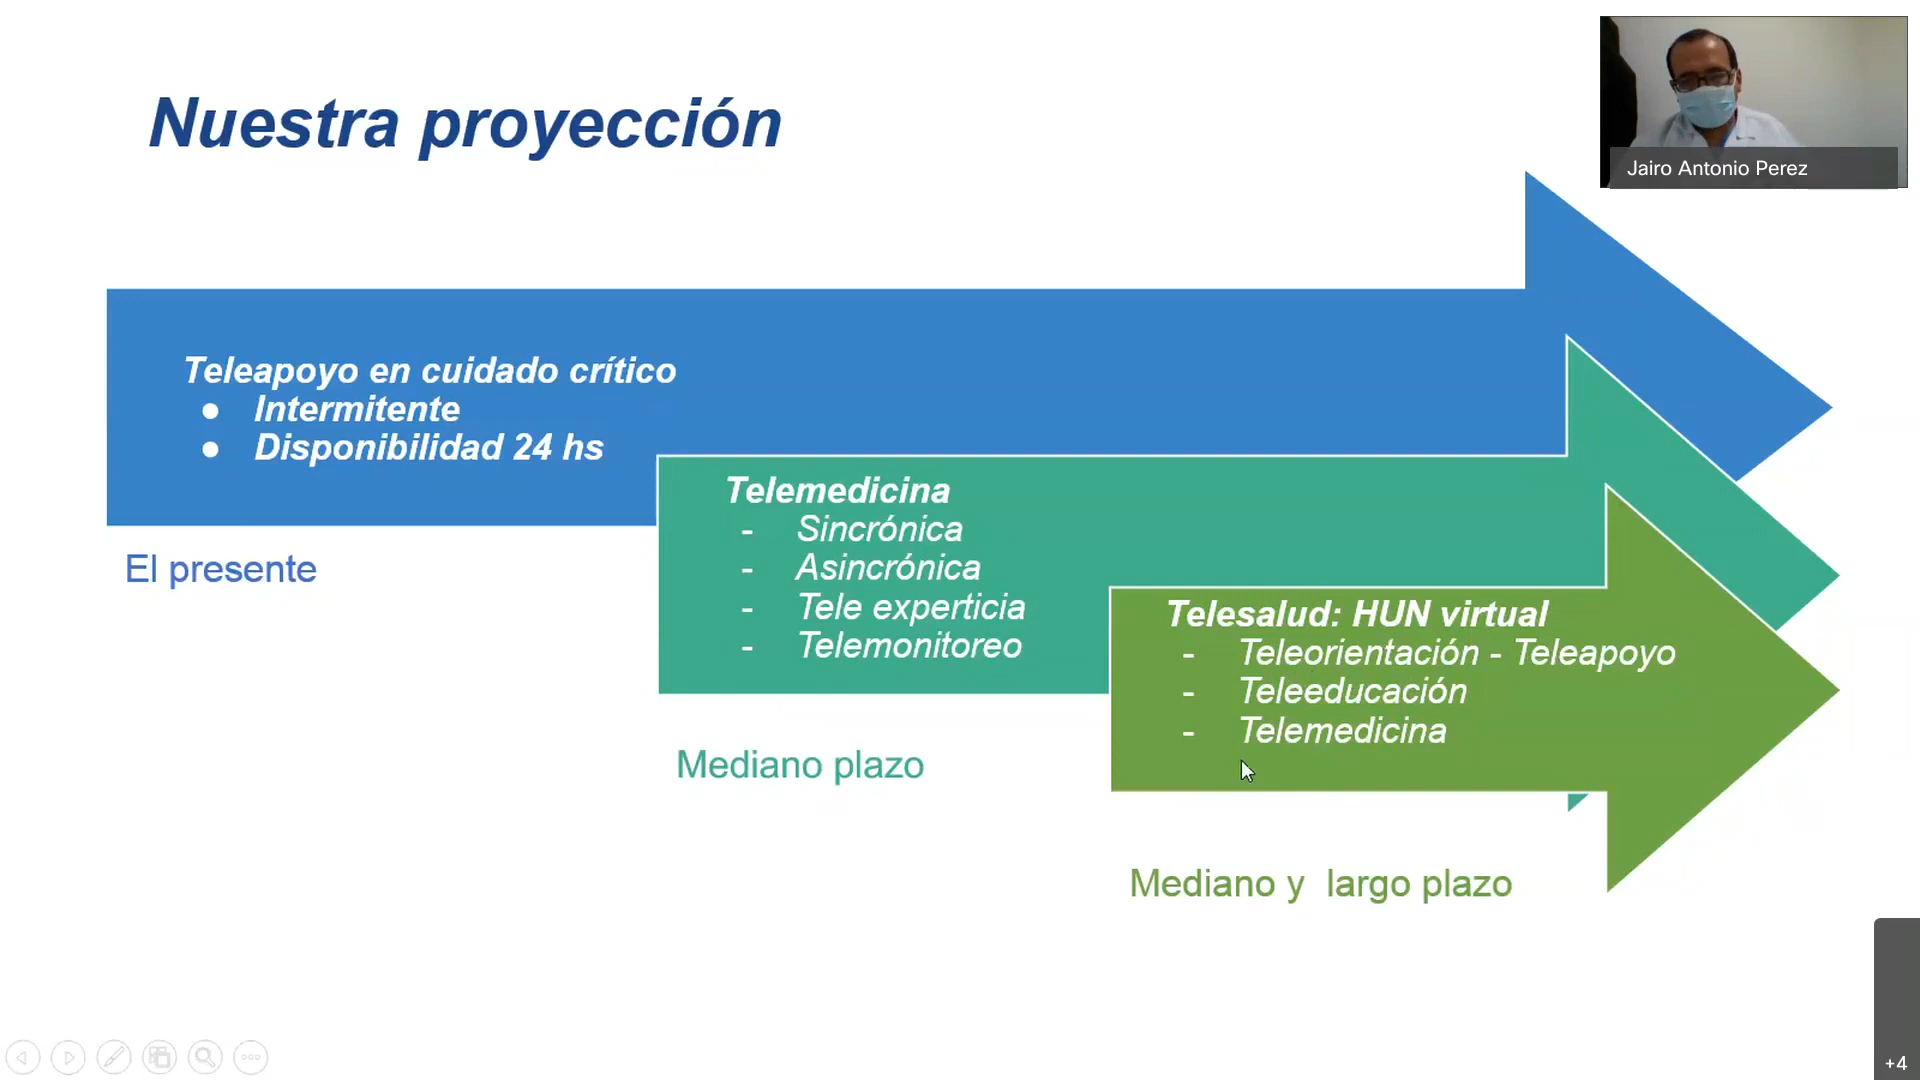 Nuestra proyección
Jairo Antonio Perez
Teleapoyo en cuidado crítico
● Intermitente
● Disponibilidad 24 hs
El presente
Telemedicina
- Sincrónica
- Asincrónica
- Tele experticia
- Telemonitoreo
Mediano plazo
Telesalud: HUN virtual
- Teleorientación - Teleapoyo
- Teleeducación
- Telemedicina
Mediano y  largo plazo
+4